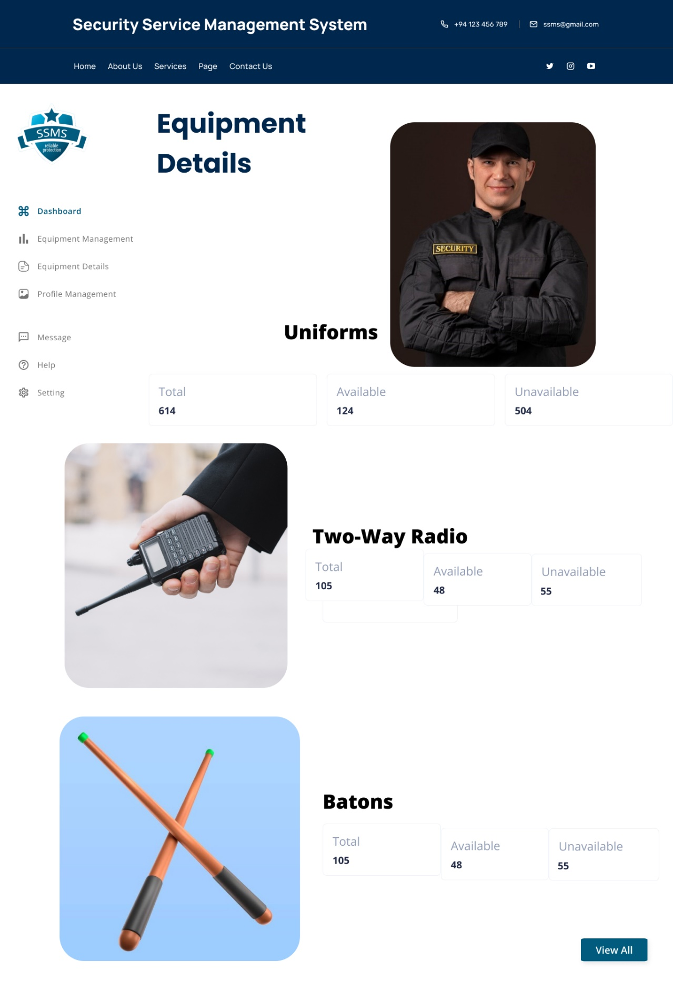 Security Service Management System
+94 123 456 789
ssms@gmail.com
Home About Us Services Page Contact Us
SSMS
reliable
protection
Equipment
Details
Dashboard
Equipment Management
Equipment Details
Profile Management
Message
Help
Setting
SECURITY
Uniforms
Total
614
Available
124
Unavailable
504
Two-Way Radio
Total
105
Available
48
Unavailable
55
Batons
Total
105
Available
48
Unavailable
55
View All